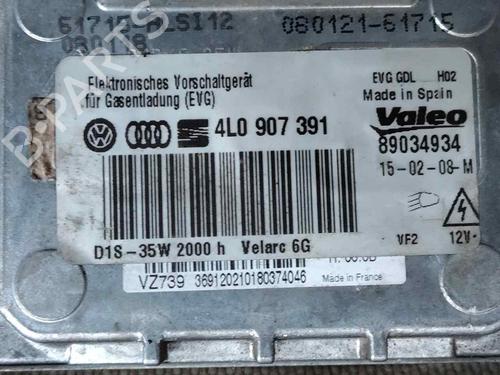 080121-61715
Elektronisches Vorschaltgerät
für Gasentladung (EVG)
EVG GDL H02
Made in Spain
4L0 907 391
Valeo
89034934
15-02-08-M
D1S-35W 2000 h Velarc 6G
VF2 12V
VZ739 369120210180374046
Made in France
B-PARTS